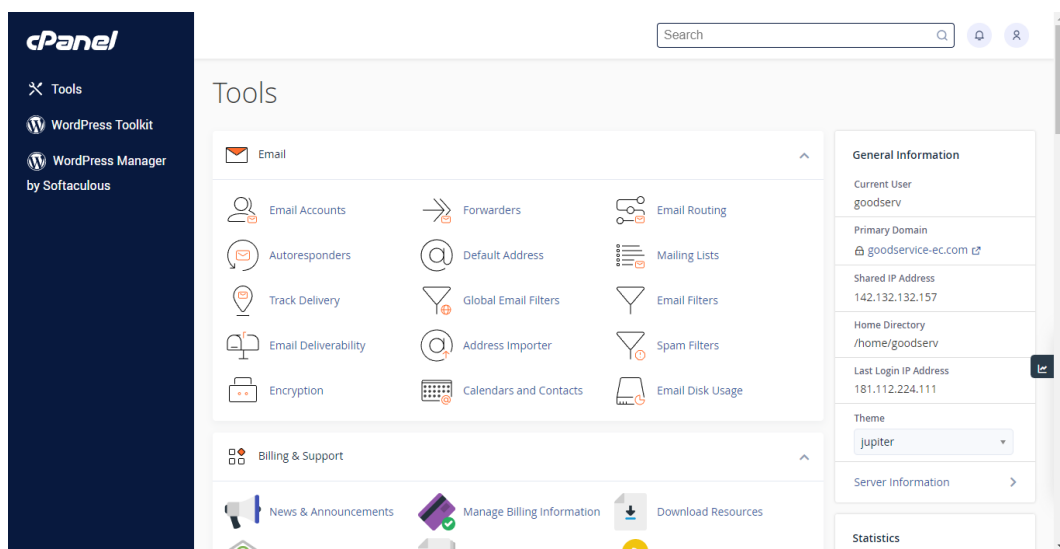 cPanel
Search
Tools
WordPress Toolkit
WordPress Manager
by Softaculous
Tools
Email
Email Accounts
Forwarders
Email Routing
Autoresponders
Default Address
Mailing Lists
Track Delivery
Global Email Filters
Email Filters
Email Deliverability
Address Importer
Spam Filters
Encryption
Calendars and Contacts
Email Disk Usage
Billing & Support
News & Announcements
Manage Billing Information
Download Resources
General Information
Current User
goodserv
Primary Domain
goodservice-ec.com
Shared IP Address
142.132.132.157
Home Directory
/home/goodserv
Last Login IP Address
181.112.224.111
Theme
jupiter
Server Information
Statistics